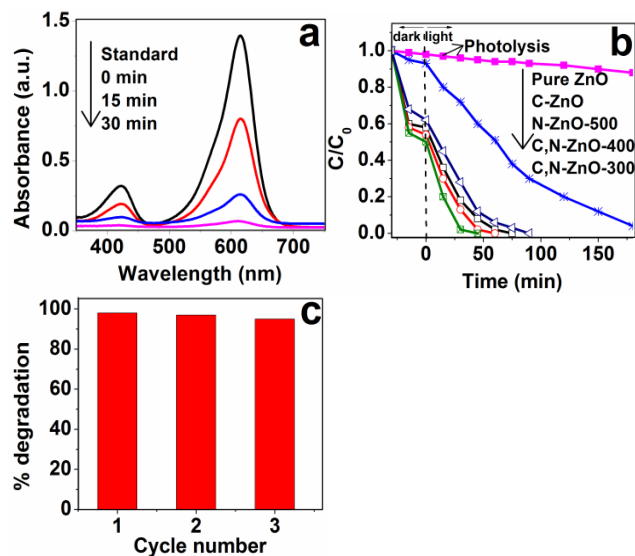 a
1.5
1.0
0.5
0.0
Absorbance (a.u.)
Standard
0 min
15 min
30 min
400
500
600
700
Wavelength (nm)
b
dark
light
Photolysis
Pure ZnO
C-ZnO
N-ZnO-500
C,N-ZnO-400
C,N-ZnO-300
1.0
0.8
0.6
0.4
0.2
0.0
C/C0
0
50
100
150
Time (min)
c
100
80
60
40
20
0
% degradation
1
2
3
Cycle number